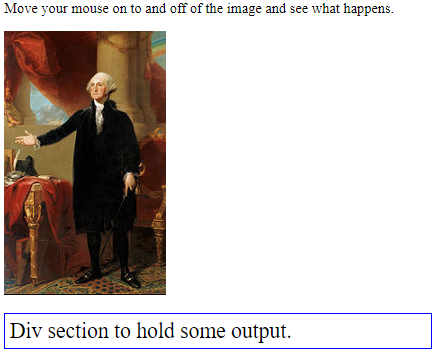 Move your mouse on to and off of the image and see what happens.
Div section to hold some output.